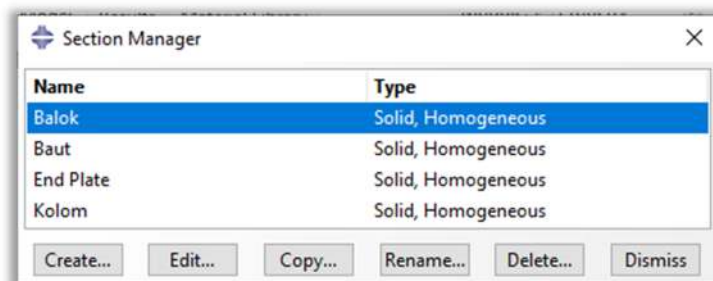 Section Manager
Name Type
Balok Solid, Homogeneous
Baut Solid, Homogeneous
End Plate Solid, Homogeneous
Kolom Solid, Homogeneous
Create... Edit... Copy... Rename... Delete... Dismiss